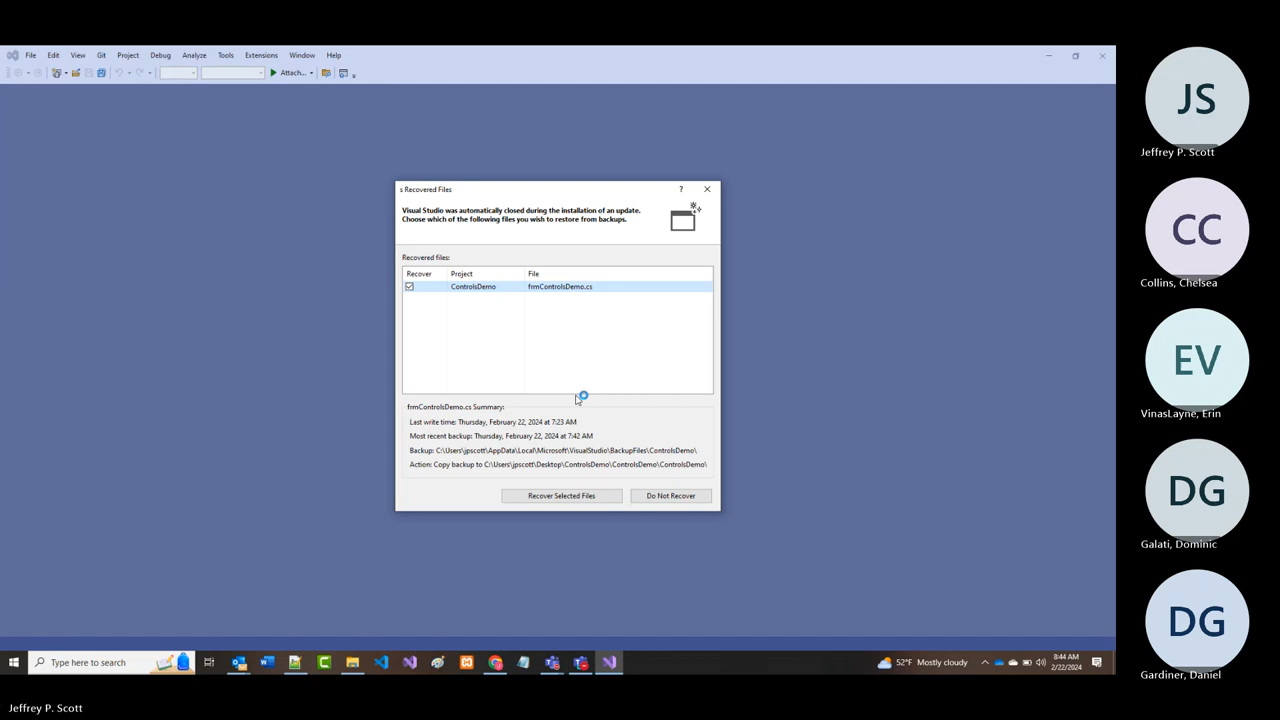 File Edit View Git Project Debug Analyze Tools Extensions Window Help
Attach...
s Recovered Files
?
Visual Studio was automatically closed during the installation of an update.
Choose which of the following files you wish to restore from backups.
Recovered files:
Recover Project File
ControlsDemo frmControlsDemo.cs
frmControlsDemo.cs Summary:
Last write time: Thursday, February 22, 2024 at 7:23 AM
Most recent backup: Thursday, February 22, 2024 at 7:42 AM
Backup: C:\Users\jpscott\AppData\Local\Microsoft\VisualStudio\BackupFiles\ControlsDemo\
Action: Copy backup to C:\Users\jpscott\Desktop\ControlsDemo\ControlsDemo\ControlsDemo\
Recover Selected Files Do Not Recover
Type here to search
52°F Mostly cloudy
8:44 AM
2/22/2024
JS
Jeffrey P. Scott
CC
Collins, Chelsea
EV
VinasLayne, Erin
DG
Galati, Dominic
DG
Gardiner, Daniel
Jeffrey P. Scott